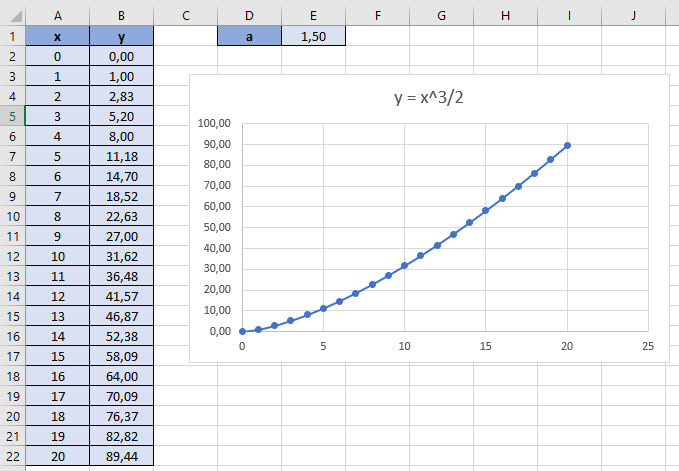 A B C D E F G H I J
1 x y a 1,50
2 0 0,00
3 1 1,00
4 2 2,83
5 3 5,20
6 4 8,00
7 5 11,18
8 6 14,70
9 7 18,52
10 8 22,63
11 9 27,00
12 10 31,62
13 11 36,48
14 12 41,57
15 13 46,87
16 14 52,38
17 15 58,09
18 16 64,00
19 17 70,09
20 18 76,37
21 19 82,82
22 20 89,44
y = x^3/2
100,00
90,00
80,00
70,00
60,00
50,00
40,00
30,00
20,00
10,00
0,00
0 5 10 15 20 25